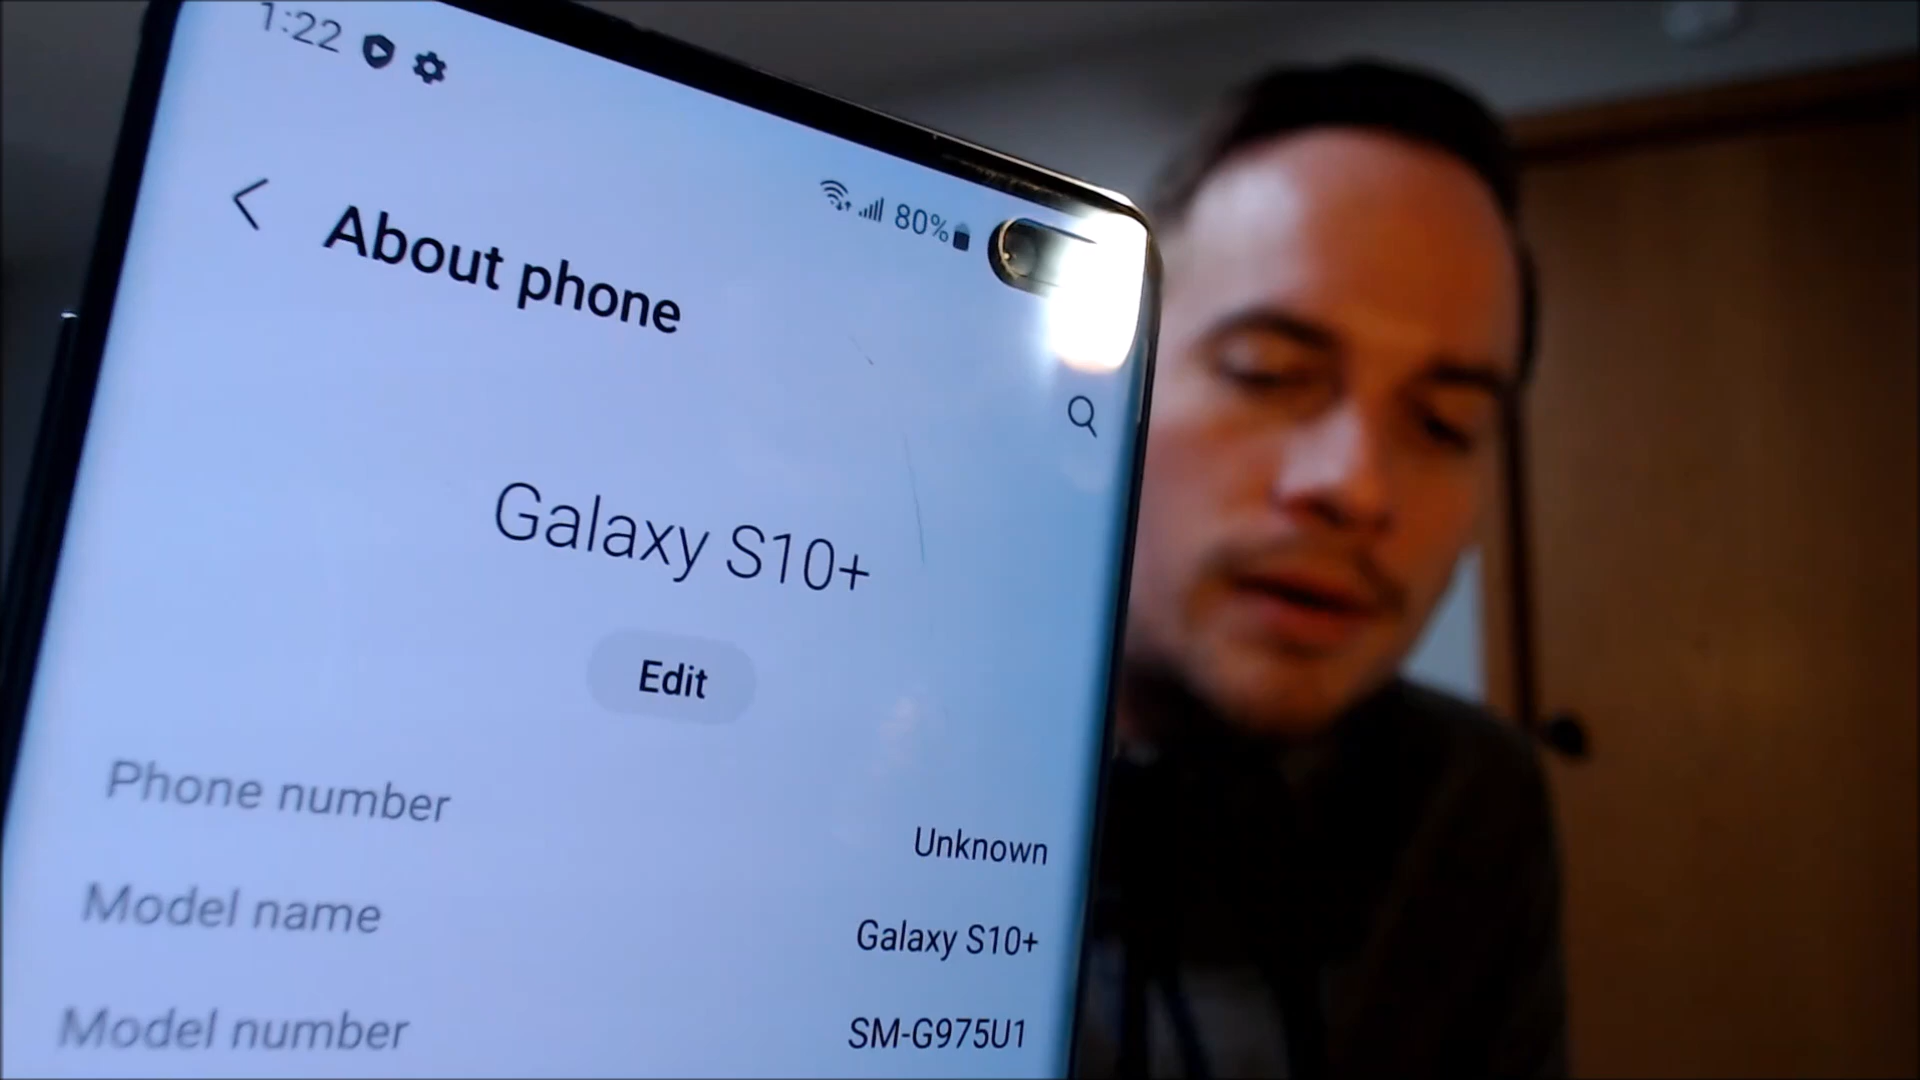 1:22
80%
About phone
Galaxy S10+
Edit
Phone number
Unknown
Model name
Galaxy S10+
Model number
SM-G975U1